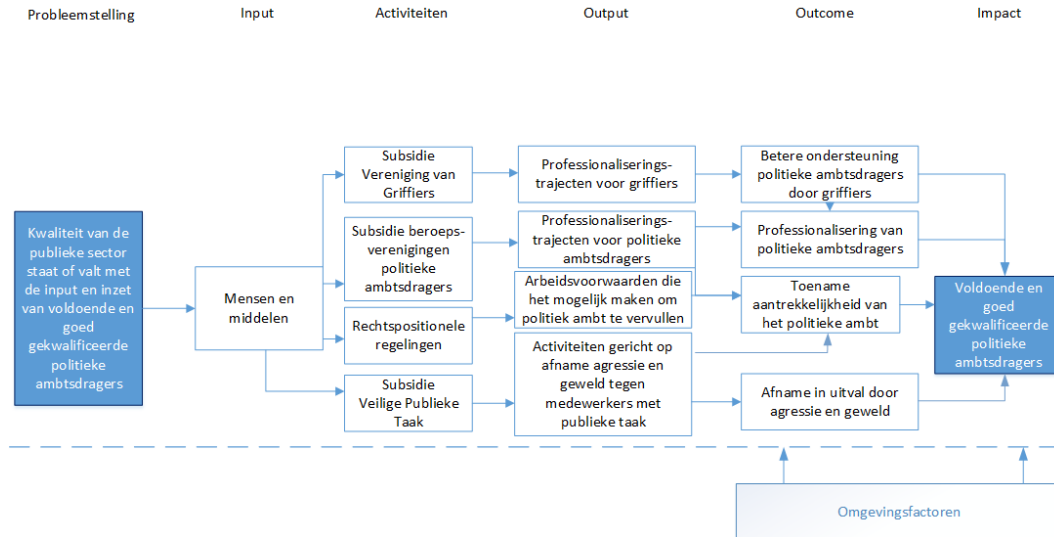 Probleemstelling
Input
Activiteiten
Output
Outcome
Impact
Kwaliteit van de
publieke sector
staat of valt met
de input en inzet
van voldoende en
goed
gekwalificeerde
politieke
ambtsdragers
Mensen en
middelen
Subsidie
Vereniging van
Griffiers
Subsidie beroeps-
verenigingen
politieke
ambtsdragers
Rechtspositionele
regelingen
Subsidie
Veilige Publieke
Taak
Professionaliserings-
trajecten voor griffiers
Professionaliserings-
trajecten voor politieke
ambtsdragers
Arbeidsvoorwaarden die
het mogelijk maken om
politiek ambt te vervullen
Activiteiten gericht op
afname agressie en
geweld tegen
medewerkers met
publieke taak
Betere ondersteuning
politieke ambtsdragers
door griffiers
Professionalisering van
politieke ambtsdragers
Toename
aantrekkelijkheid van
het politieke ambt
Afname in uitval door
agressie en geweld
Voldoende en
goed
gekwalificeerde
politieke
ambtsdragers
Omgevingsfactoren